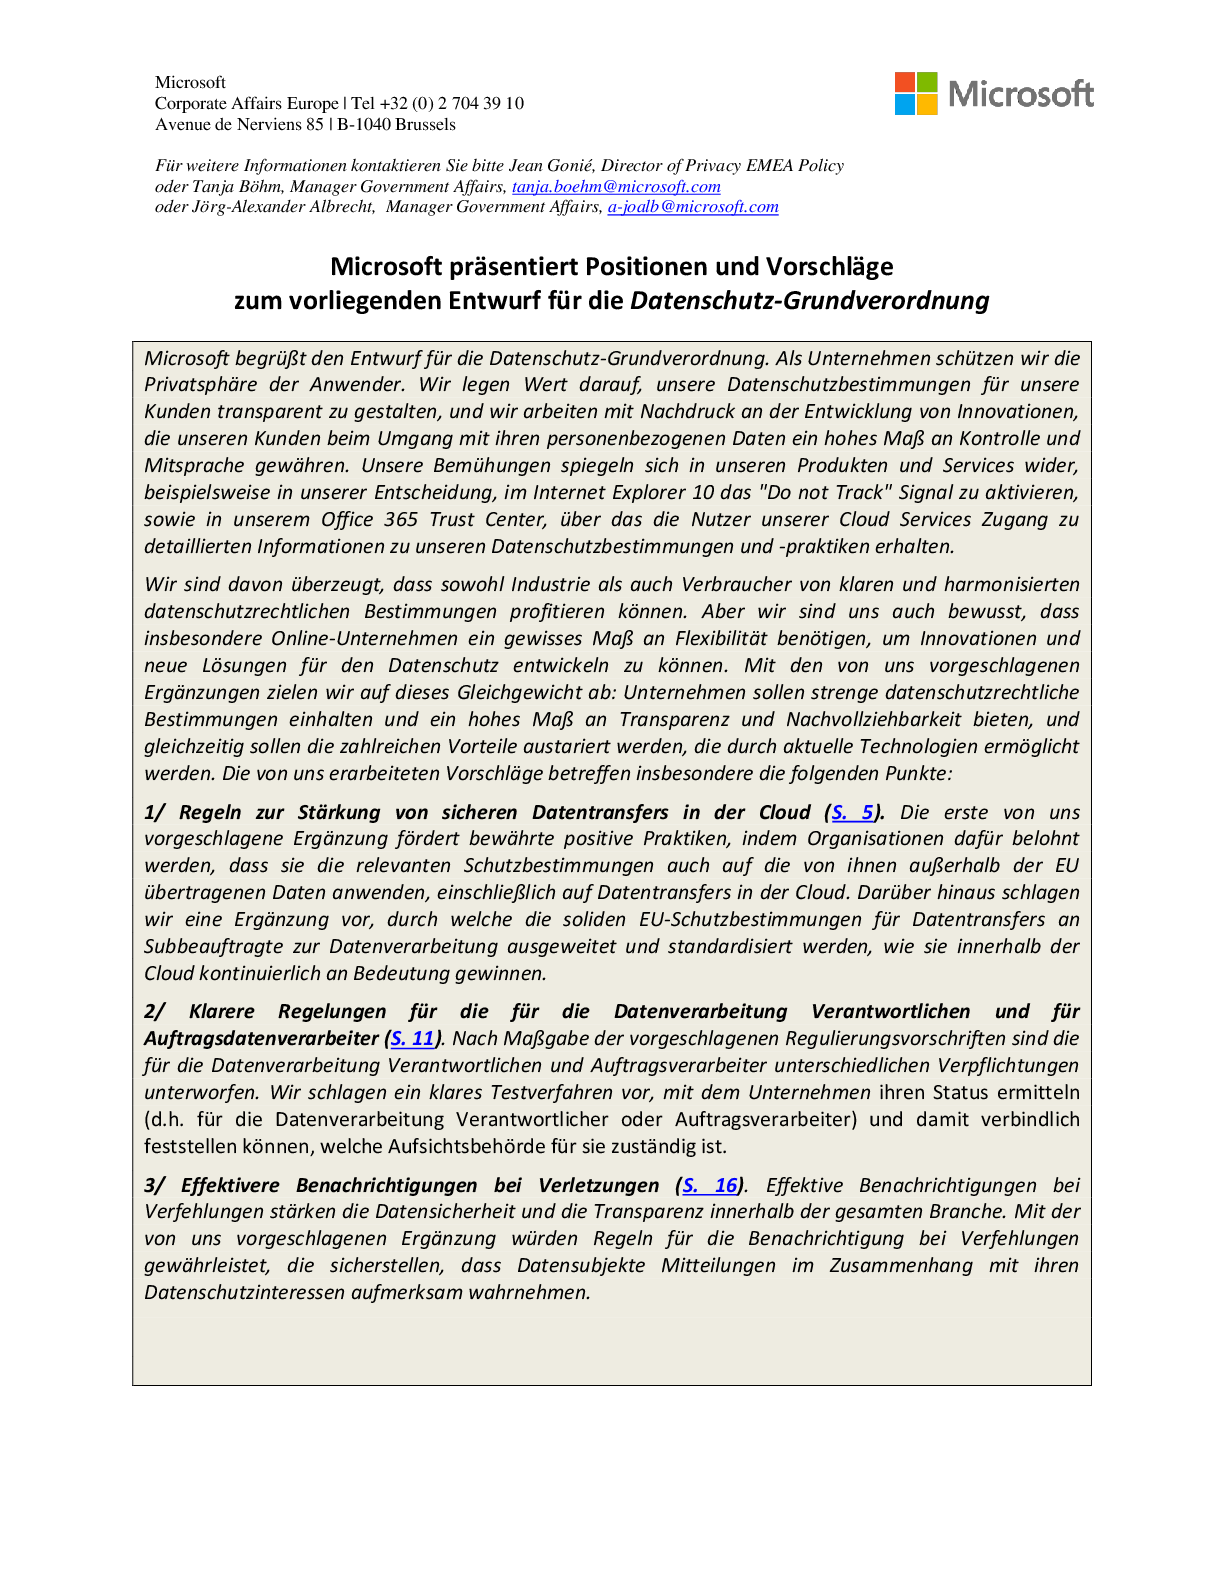 Microsoft
Corporate Affairs Europe | Tel +32 (0) 2 704 39 10
Avenue de Nerviens 85 | B-1040 Brussels
Microsoft
Für weitere Informationen kontaktieren Sie bitte Jean Gonié, Director of Privacy EMEA Policy
oder Tanja Böhm, Manager Government Affairs, tanja.boehm@microsoft.com
oder Jörg-Alexander Albrecht, Manager Government Affairs, a-joalb@microsoft.com
Microsoft präsentiert Positionen und Vorschläge
zum vorliegenden Entwurf für die Datenschutz-Grundverordnung
Microsoft begrüßt den Entwurf für die Datenschutz-Grundverordnung. Als Unternehmen schützen wir die
Privatsphäre der Anwender. Wir legen Wert darauf, unsere Datenschutzbestimmungen für unsere
Kunden transparent zu gestalten, und wir arbeiten mit Nachdruck an der Entwicklung von Innovationen,
die unseren Kunden beim Umgang mit ihren personenbezogenen Daten ein hohes Maß an Kontrolle und
Mitsprache gewähren. Unsere Bemühungen spiegeln sich in unseren Produkten und Services wider,
beispielsweise in unserer Entscheidung, im Internet Explorer 10 das "Do not Track" Signal zu aktivieren,
sowie in unserem Office 365 Trust Center, über das die Nutzer unserer Cloud Services Zugang zu
detaillierten Informationen zu unseren Datenschutzbestimmungen und -praktiken erhalten.
Wir sind davon überzeugt, dass sowohl Industrie als auch Verbraucher von klaren und harmonisierten
datenschutzrechtlichen Bestimmungen profitieren können. Aber wir sind uns auch bewusst, dass
insbesondere Online-Unternehmen ein gewisses Maß an Flexibilität benötigen, um Innovationen und
neue Lösungen für den Datenschutz entwickeln zu können. Mit den von uns vorgeschlagenen
Ergänzungen zielen wir auf dieses Gleichgewicht ab: Unternehmen sollen strenge datenschutzrechtliche
Bestimmungen einhalten und ein hohes Maß an Transparenz und Nachvollziehbarkeit bieten, und
gleichzeitig sollen die zahlreichen Vorteile austariert werden, die durch aktuelle Technologien ermöglicht
werden. Die von uns erarbeiteten Vorschläge betreffen insbesondere die folgenden Punkte:
1/ Regeln zur Stärkung von sicheren Datentransfers in der Cloud (S. 5). Die erste von uns
vorgeschlagene Ergänzung fördert bewährte positive Praktiken, indem Organisationen dafür belohnt
werden, dass sie die relevanten Schutzbestimmungen auch auf die von ihnen außerhalb der EU
übertragenen Daten anwenden, einschließlich auf Datentransfers in der Cloud. Darüber hinaus schlagen
wir eine Ergänzung vor, durch welche die soliden EU-Schutzbestimmungen für Datentransfers an
Subbeauftragte zur Datenverarbeitung ausgeweitet und standardisiert werden, wie sie innerhalb der
Cloud kontinuierlich an Bedeutung gewinnen.
2/ Klarere Regelungen für die für die Datenverarbeitung Verantwortlichen und für
Auftragsdatenverarbeiter (S. 11). Nach Maßgabe der vorgeschlagenen Regulierungsvorschriften sind die
für die Datenverarbeitung Verantwortlichen und Auftragsverarbeiter unterschiedlichen Verpflichtungen
unterworfen. Wir schlagen ein klares Testverfahren vor, mit dem Unternehmen ihren Status ermitteln
(d.h. für die Datenverarbeitung Verantwortlicher oder Auftragsverarbeiter) und damit verbindlich
feststellen können, welche Aufsichtsbehörde für sie zuständig ist.
3/ Effektivere Benachrichtigungen bei Verletzungen (S. 16). Effektive Benachrichtigungen bei
Verfehlungen stärken die Datensicherheit und die Transparenz innerhalb der gesamten Branche. Mit der
von uns vorgeschlagenen Ergänzung würden Regeln für die Benachrichtigung bei Verfehlungen
gewährleistet, die sicherstellen, dass Datensubjekte Mitteilungen im Zusammenhang mit ihren
Datenschutzinteressen aufmerksam wahrnehmen.